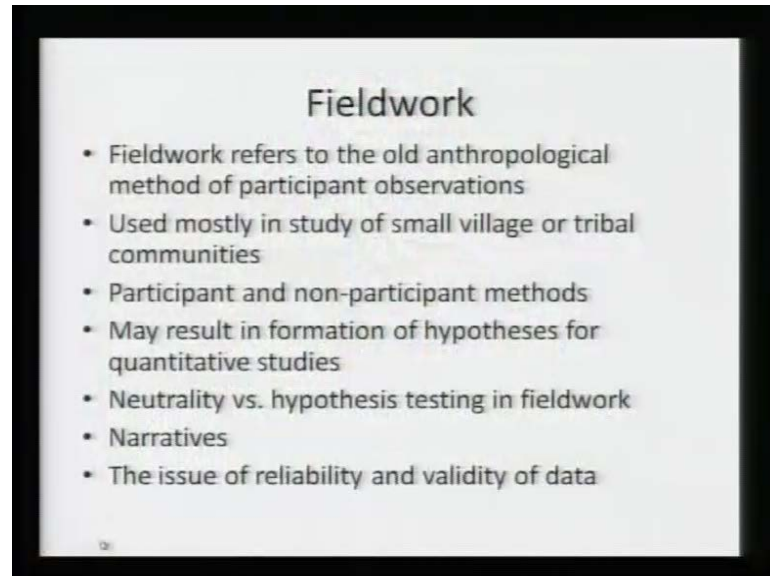 Fieldwork
• Fieldwork refers to the old anthropological
method of participant observations
• Used mostly in study of small village or tribal
communities
• Participant and non-participant methods
• May result in formation of hypotheses for
quantitative studies
• Neutrality vs. hypothesis testing in fieldwork
• Narratives
• The issue of reliability and validity of data